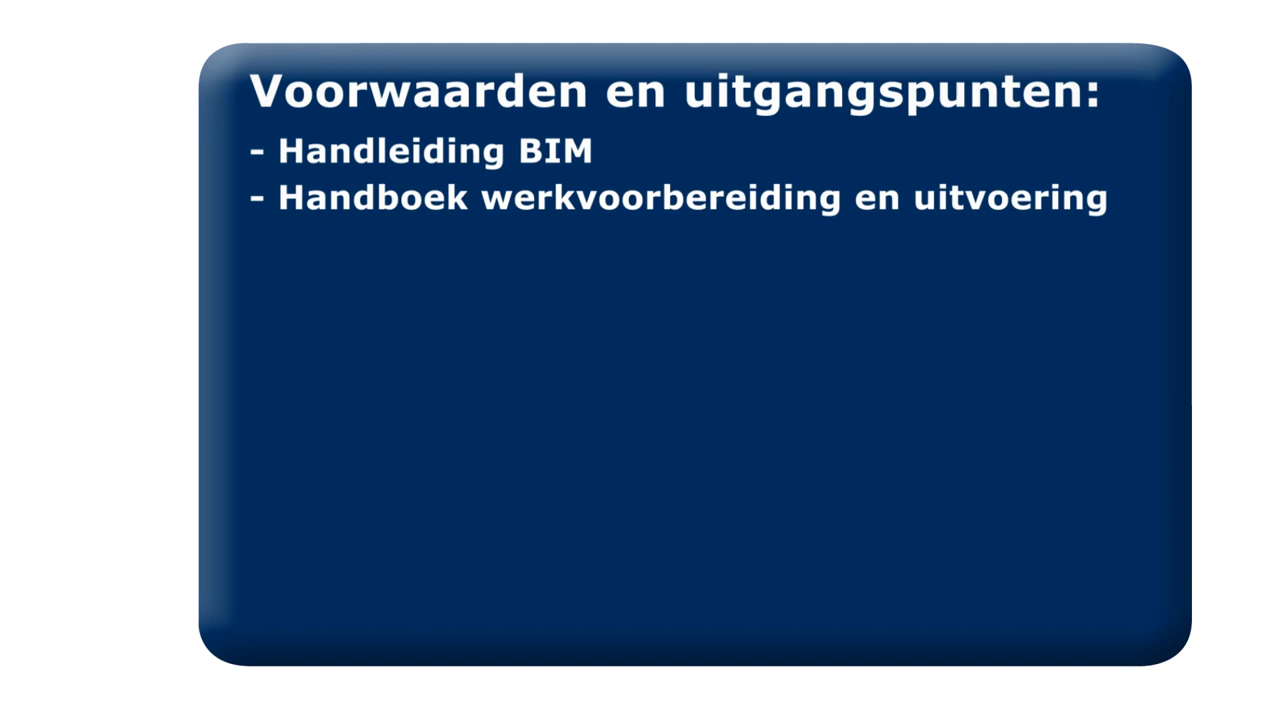 Voorwaarden en uitgangspunten:
- Handleiding BIM
- Handboek werkvoorbereiding en uitvoering